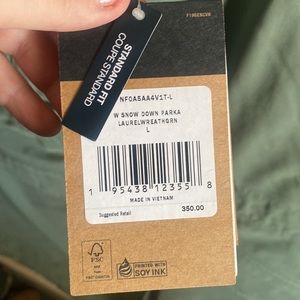 STANDARD FIT
COUPE STANDARD
NF0A5AA4V1T-L
W SNOW DOWN PARKA
LAURELWREATHGRN
L
1 95438 12355 8
MADE IN VIETNAM
Suggested Retail 350.00
FSC
PRINTED WITH
SOY INK